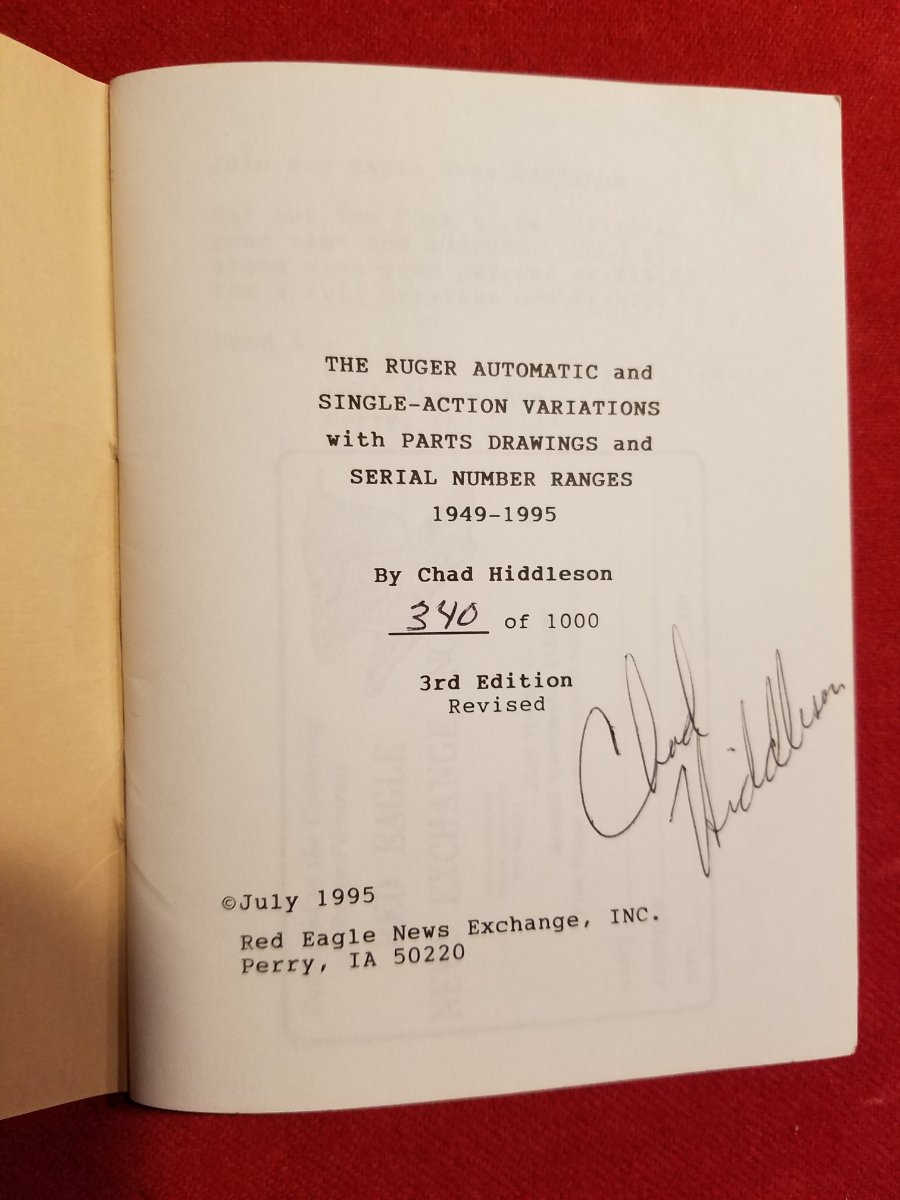 THE RUGER AUTOMATIC and
SINGLE-ACTION VARIATIONS
with PARTS DRAWINGS and
SERIAL NUMBER RANGES
1949-1995
By Chad Hiddleson
340 of 1000
3rd Edition
Revised
Chad
Hiddleson
©July 1995
Red Eagle News Exchange, INC.
Perry, IA 50220